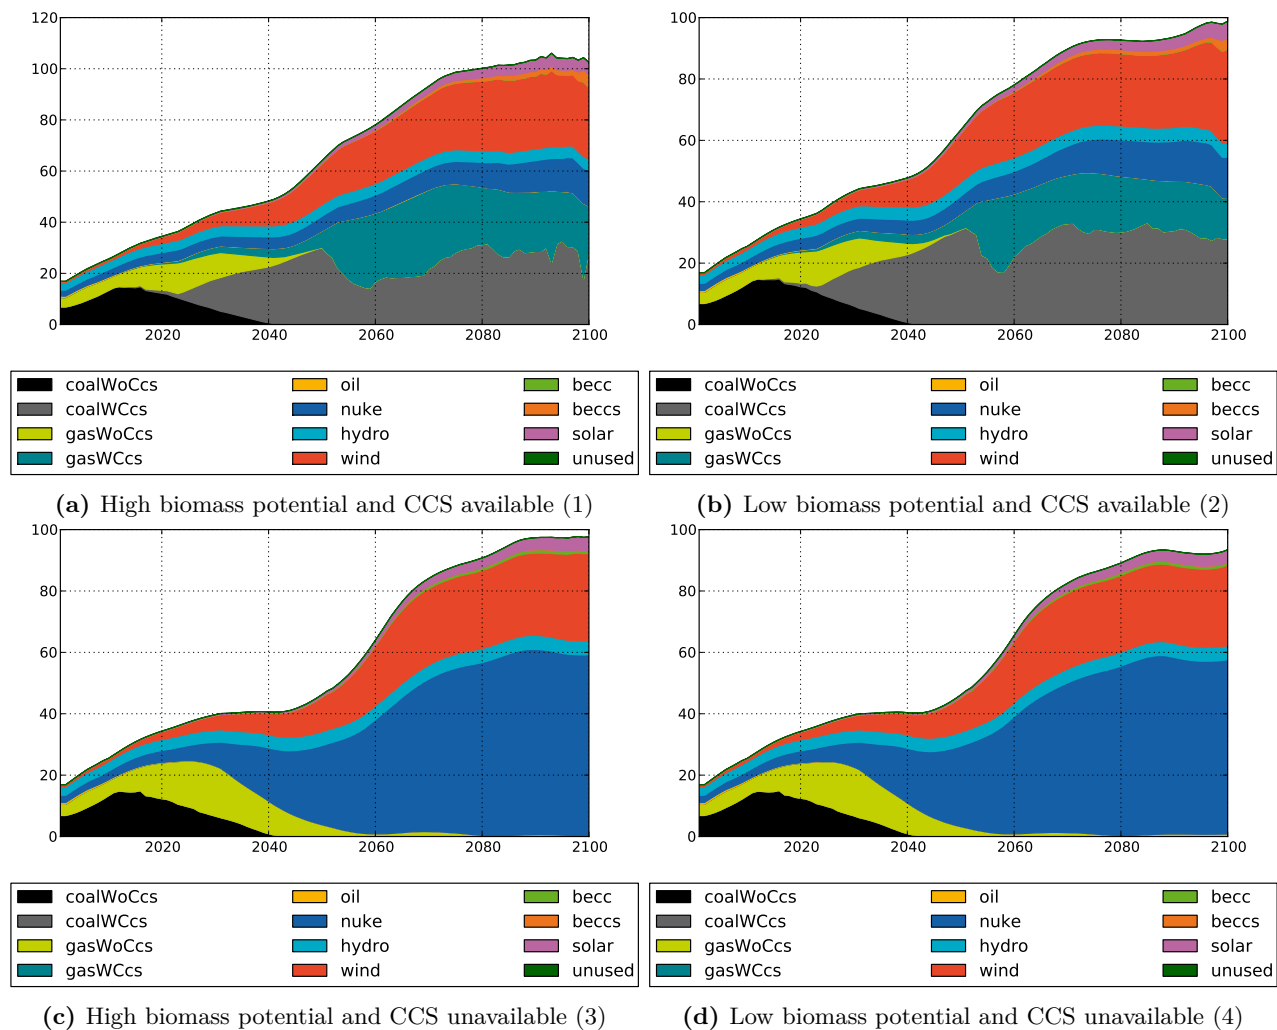 120
100
80
60
40
20
0
2020 2040 2060 2080 2100
coalWoCcs oil becc
coalWCcs nuke beccs
gasWoCcs hydro solar
gasWCcs wind unused
(a) High biomass potential and CCS available (1)
100
80
60
40
20
0
2020 2040 2060 2080 2100
coalWoCcs oil becc
coalWCcs nuke beccs
gasWoCcs hydro solar
gasWCcs wind unused
(b) Low biomass potential and CCS available (2)
100
80
60
40
20
0
2020 2040 2060 2080 2100
coalWoCcs oil becc
coalWCcs nuke beccs
gasWoCcs hydro solar
gasWCcs wind unused
(c) High biomass potential and CCS unavailable (3)
100
80
60
40
20
0
2020 2040 2060 2080 2100
coalWoCcs oil becc
coalWCcs nuke beccs
gasWoCcs hydro solar
gasWCcs wind unused
(d) Low biomass potential and CCS unavailable (4)